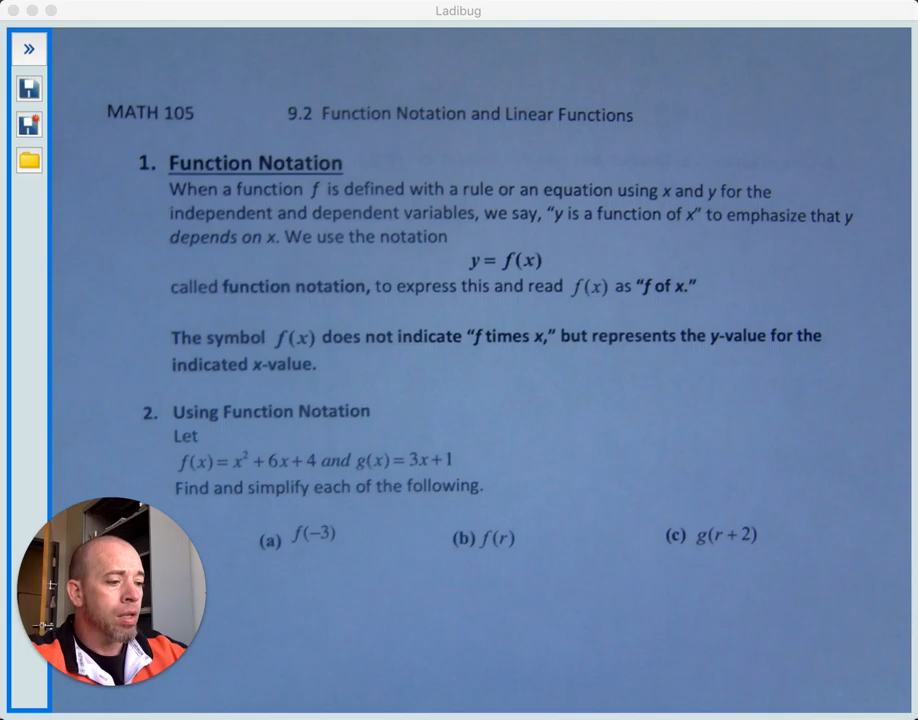 Ladibug
»
MATH 105 9.2 Function Notation and Linear Functions
1. Function Notation
When a function f is defined with a rule or an equation using x and y for the
independent and dependent variables, we say, “y is a function of x” to emphasize that y
depends on x. We use the notation
y = f(x)
called function notation, to express this and read f(x) as “f of x.”
The symbol f(x) does not indicate “f times x,” but represents the y-value for the
indicated x-value.
2. Using Function Notation
Let
f(x) = x² + 6x + 4 and g(x) = 3x + 1
Find and simplify each of the following.
(a) f(−3) (b) f(r) (c) g(r + 2)